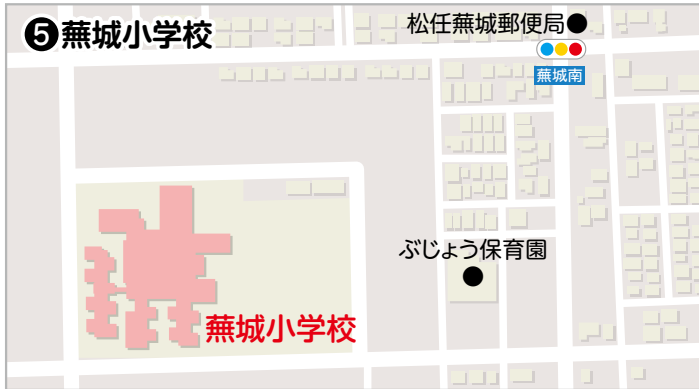 ❺蕪城小学校
松任蕪城郵便局
蕪城南
ぶじょう保育園
蕪城小学校